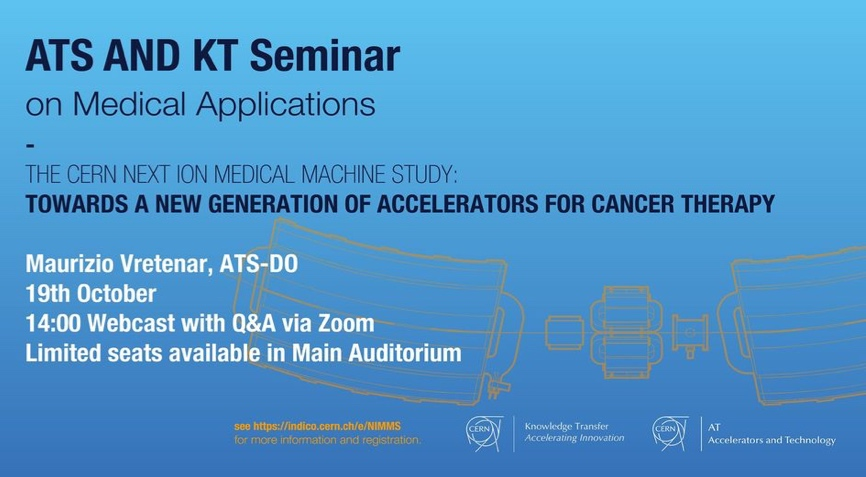 ATS AND KT Seminar
on Medical Applications
-
THE CERN NEXT ION MEDICAL MACHINE STUDY:
TOWARDS A NEW GENERATION OF ACCELERATORS FOR CANCER THERAPY
Maurizio Vretenar, ATS-DO
19th October
14:00 Webcast with Q&A via Zoom
Limited seats available in Main Auditorium
see https://indico.cern.ch/e/NIMMS
for more information and registration.
CERN
Knowledge Transfer
Accelerating Innovation
CERN
AT
Accelerators and Technology